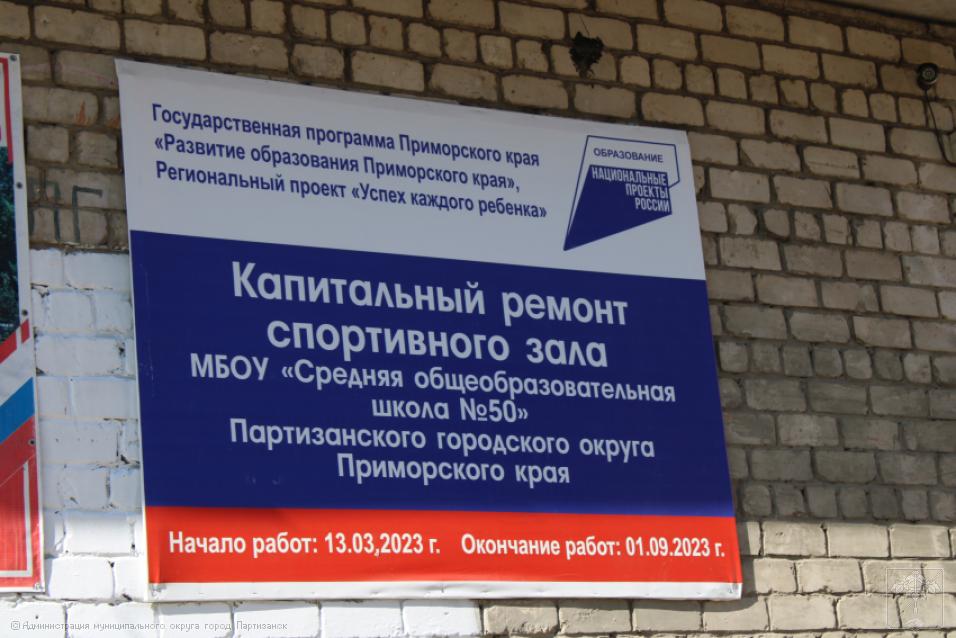 Государственная программа Приморского края
«Развитие образования Приморского края»,
Региональный проект «Успех каждого ребенка»
ОБРАЗОВАНИЕ
НАЦИОНАЛЬНЫЕ
ПРОЕКТЫ
РОССИИ
Капитальный ремонт
спортивного зала
МБОУ «Средняя общеобразовательная
школа №50»
Партизанского городского округа
Приморского края
Начало работ: 13.03,2023 г. Окончание работ: 01.09.2023 г.
© Администрация муниципального округа город Партизанск